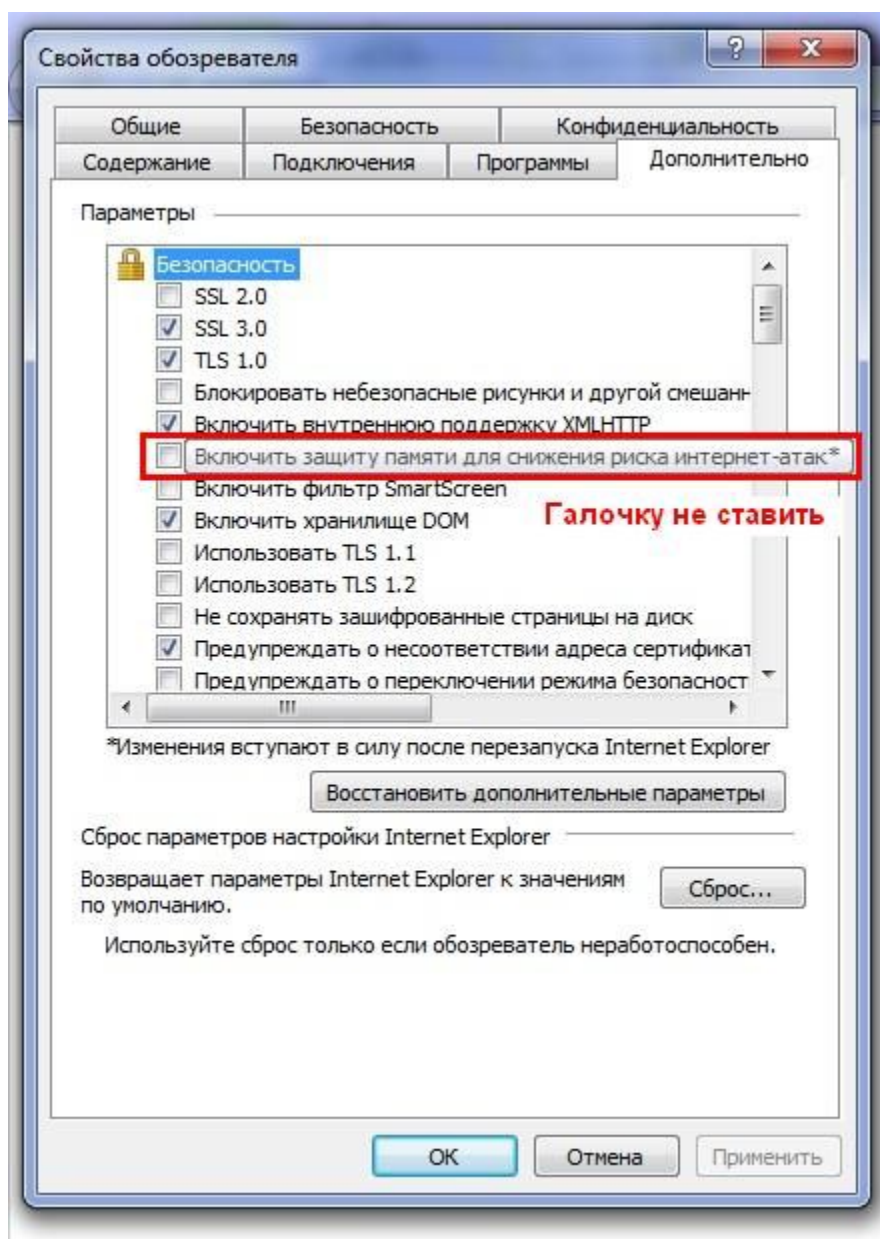 Свойства обозревателя
Общие
Безопасность
Конфиденциальность
Содержание
Подключения
Программы
Дополнительно
Параметры
Безопасность
SSL 2.0
SSL 3.0
TLS 1.0
Блокировать небезопасные рисунки и другой смешанн
Включить внутреннюю поддержку XMLHTTP
Включить защиту памяти для снижения риска интернет-атак*
Включить фильтр SmartScreen
Включить хранилище DOM
Галочку не ставить
Использовать TLS 1.1
Использовать TLS 1.2
Не сохранять зашифрованные страницы на диск
Предупреждать о несоответствии адреса сертификат
Предупреждать о переключении режима безопасност
*Изменения вступают в силу после перезапуска Internet Explorer
Восстановить дополнительные параметры
Сброс параметров настройки Internet Explorer
Возвращает параметры Internet Explorer к значениям
по умолчанию.
Сброс...
Используйте сброс только если обозреватель неработоспособен.
ОК
Отмена
Применить